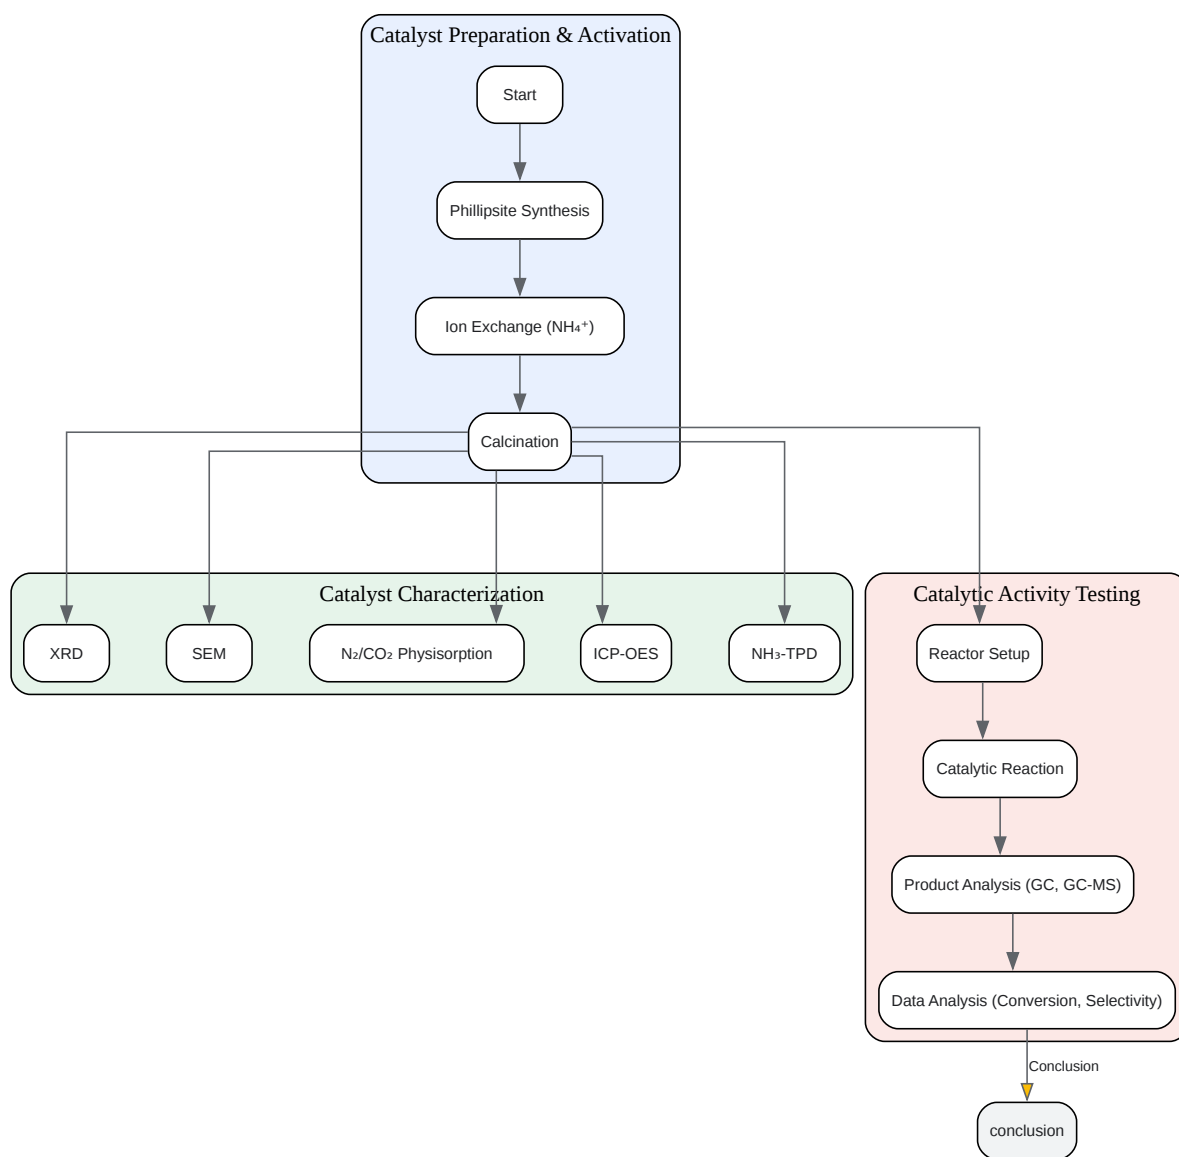 Catalyst Preparation & Activation
Start
Phillipsite Synthesis
Ion Exchange (NH₄⁺)
Calcination
Catalyst Characterization
XRD
SEM
N₂/CO₂ Physisorption
ICP-OES
NH₃-TPD
Catalytic Activity Testing
Reactor Setup
Catalytic Reaction
Product Analysis (GC, GC-MS)
Data Analysis (Conversion, Selectivity)
Conclusion
conclusion